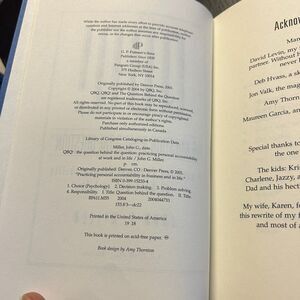 While the author has made every effort to provide accurate telephone
numbers and Internet addresses at the time of publication, neither
the publisher nor the author assumes any responsibility for
errors, or for changes that occur after publication.
G. P. Putnam's Sons
Publishers Since 1838
a member of
Penguin Group (USA) Inc.
375 Hudson Street
New York, NY 10014
Originally published by Denver Press, 2001.
Copyright © 2004 by QBQ, Inc.
QBQ! QBQ and The Question Behind the Question
are registered trademarks of QBQ, Inc.
All rights reserved. No part of this book may be reproduced, scanned, or
distributed in any printed or electronic form without permission.
Please do not participate in or encourage piracy of copyrighted
materials in violation of the author's rights.
Purchase only authorized editions.
Published simultaneously in Canada
Library of Congress Cataloging-in-Publication Data
Miller, John G., date.
QBQ! : the question behind the question : practicing personal accountability
at work and in life / John G. Miller.
p. cm.
Originally published: Denver, CO : Denver Press, © 2001.
"Practicing personal accountability in business and in life."
ISBN 0-399-15233-4
1. Choice (Psychology) 2. Decision making. 3. Problem solving.
4. Responsibility. I. Title: Question behind the question. II. Title.
BF611.M55 2004
153.8'3—dc22
Printed in the United States of America
19 18
This book is printed on acid-free paper.
Book design by Amy Thornton
Acknow
David Levin, my
partner. Without
never
Deb Hvass, a sk
Jon Valk, the mag
Amy Thornton,
Maureen Garcia, an
Special thanks to
the
The kids: Kri
Charlene, Jazzy, a
Dad and his hect
My wife, Karen, f
this rewrite of my f
and most of a